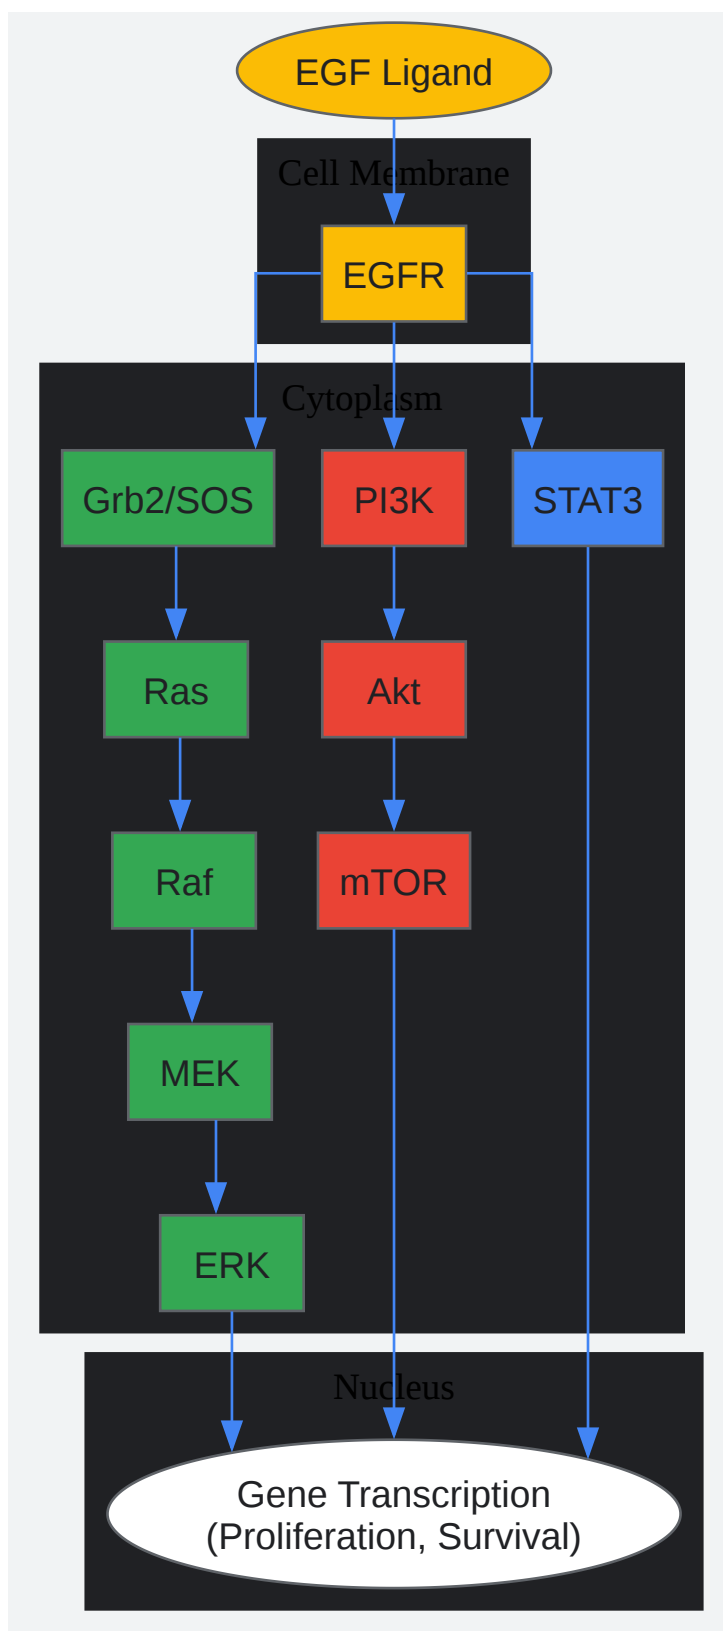 EGF Ligand
Cell Membrane
EGFR
Cytoplasm
Grb2/SOS
PI3K
STAT3
Ras
Akt
Raf
mTOR
MEK
ERK
Nucleus
Gene Transcription
(Proliferation, Survival)